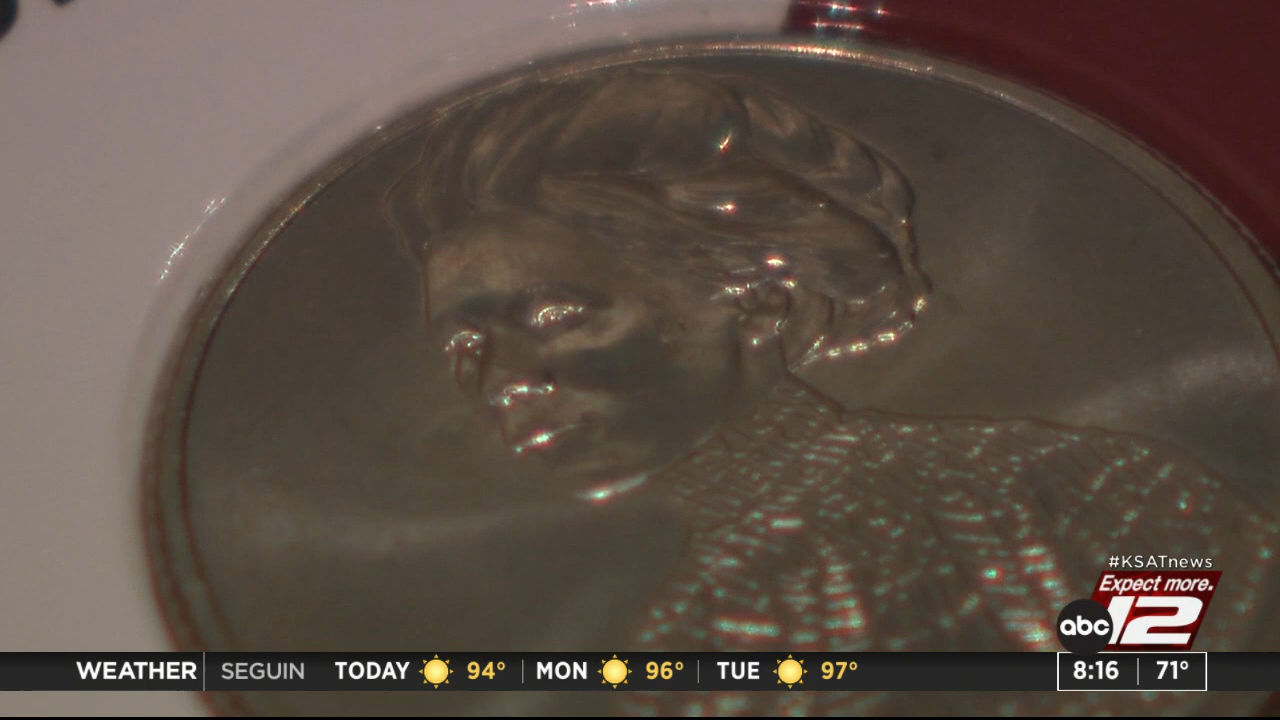 #KSATnews
Expect more.
abc 12
WEATHER SEGUIN TODAY 94° MON 96° TUE 97° 8:16 71°